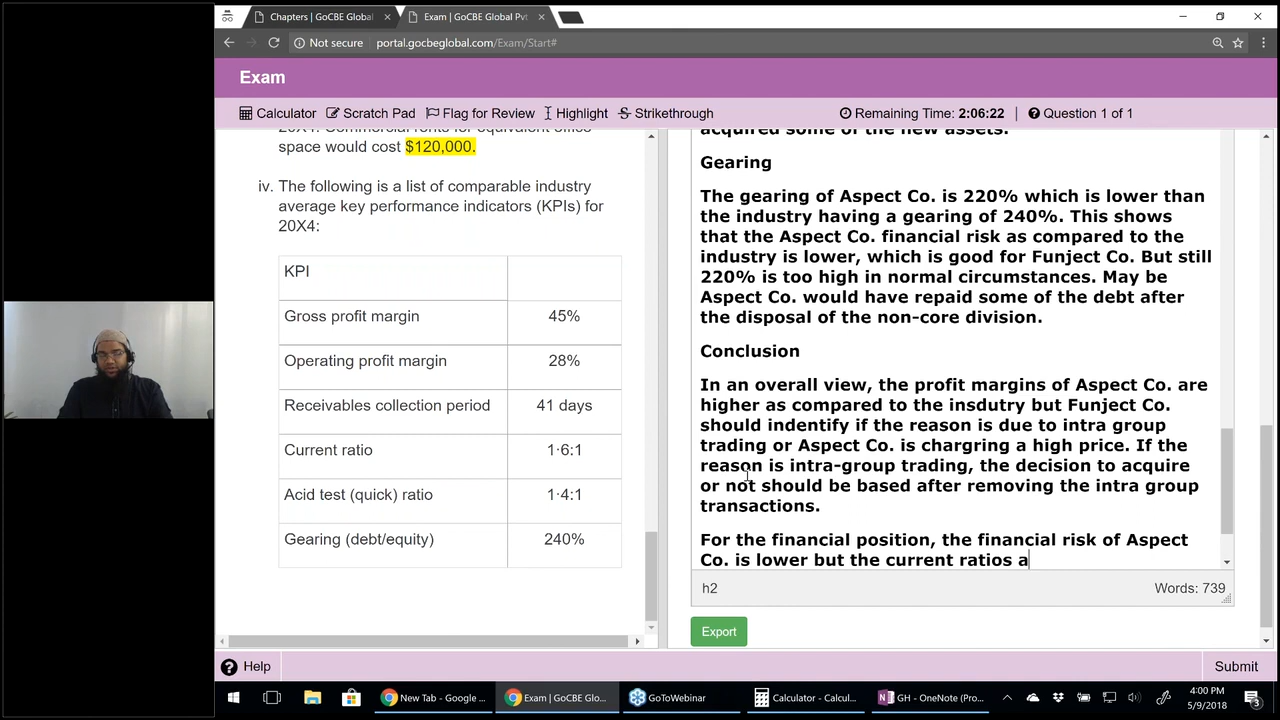 Chapters | GoCBE Global
Exam | GoCBE Global Pvt
Not secure portal.gocbeglobal.com/Exam/Start#
Exam
Calculator Scratch Pad Flag for Review Highlight Strikethrough Remaining Time: 2:06:22 | Question 1 of 1
20X4. Commercial rents for equivalent office
space would cost $120,000.
iv. The following is a list of comparable industry
average key performance indicators (KPIs) for
20X4:
KPI
Gross profit margin 45%
Operating profit margin 28%
Receivables collection period 41 days
Current ratio 1·6:1
Acid test (quick) ratio 1·4:1
Gearing (debt/equity) 240%
acquired some of the new assets.
Gearing
The gearing of Aspect Co. is 220% which is lower than
the industry having a gearing of 240%. This shows
that the Aspect Co. financial risk as compared to the
industry is lower, which is good for Funject Co. But still
220% is too high in normal circumstances. May be
Aspect Co. would have repaid some of the debt after
the disposal of the non-core division.
Conclusion
In an overall view, the profit margins of Aspect Co. are
higher as compared to the insdutry but Funject Co.
should indentify if the reason is due to intra group
trading or Aspect Co. is chargring a high price. If the
reason is intra-group trading, the decision to acquire
or not should be based after removing the intra group
transactions.
For the financial position, the financial risk of Aspect
Co. is lower but the current ratios a
h2 Words: 739
Export
Help
Submit
New Tab - Google ...
Exam | GoCBE Glo...
GoToWebinar
Calculator - Calcul...
GH - OneNote (Pro...
4:00 PM
5/9/2018
3